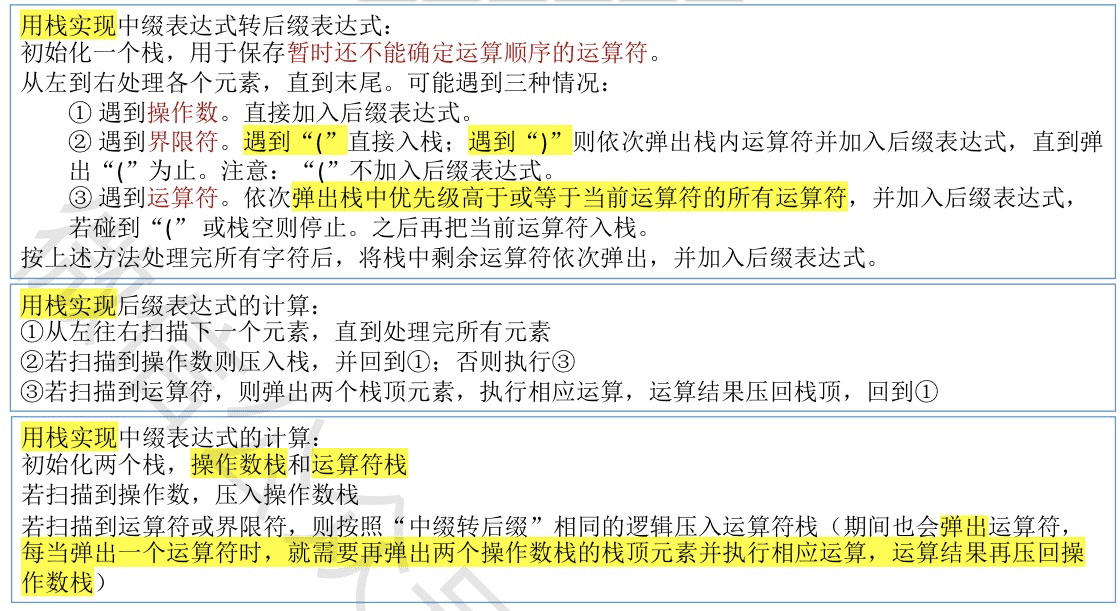 用栈实现中缀表达式转后缀表达式：
初始化一个栈，用于保存暂时还不能确定运算顺序的运算符。
从左到右处理各个元素，直到末尾。可能遇到三种情况：
① 遇到操作数。直接加入后缀表达式。
② 遇到界限符。遇到“(”直接入栈；遇到“)”则依次弹出栈内运算符并加入后缀表达式，直到弹
出“(”为止。注意：“(”不加入后缀表达式。
③ 遇到运算符。依次弹出栈中优先级高于或等于当前运算符的所有运算符，并加入后缀表达式，
若碰到“(” 或栈空则停止。之后再把当前运算符入栈。
按上述方法处理完所有字符后，将栈中剩余运算符依次弹出，并加入后缀表达式。
用栈实现后缀表达式的计算：
①从左往右扫描下一个元素，直到处理完所有元素
②若扫描到操作数则压入栈，并回到①；否则执行③
③若扫描到运算符，则弹出两个栈顶元素，执行相应运算，运算结果压回栈顶，回到①
用栈实现中缀表达式的计算：
初始化两个栈，操作数栈和运算符栈
若扫描到操作数，压入操作数栈
若扫描到运算符或界限符，则按照“中缀转后缀”相同的逻辑压入运算符栈（期间也会弹出运算符，
每当弹出一个运算符时，就需要再弹出两个操作数栈的栈顶元素并执行相应运算，运算结果再压回操
作数栈）